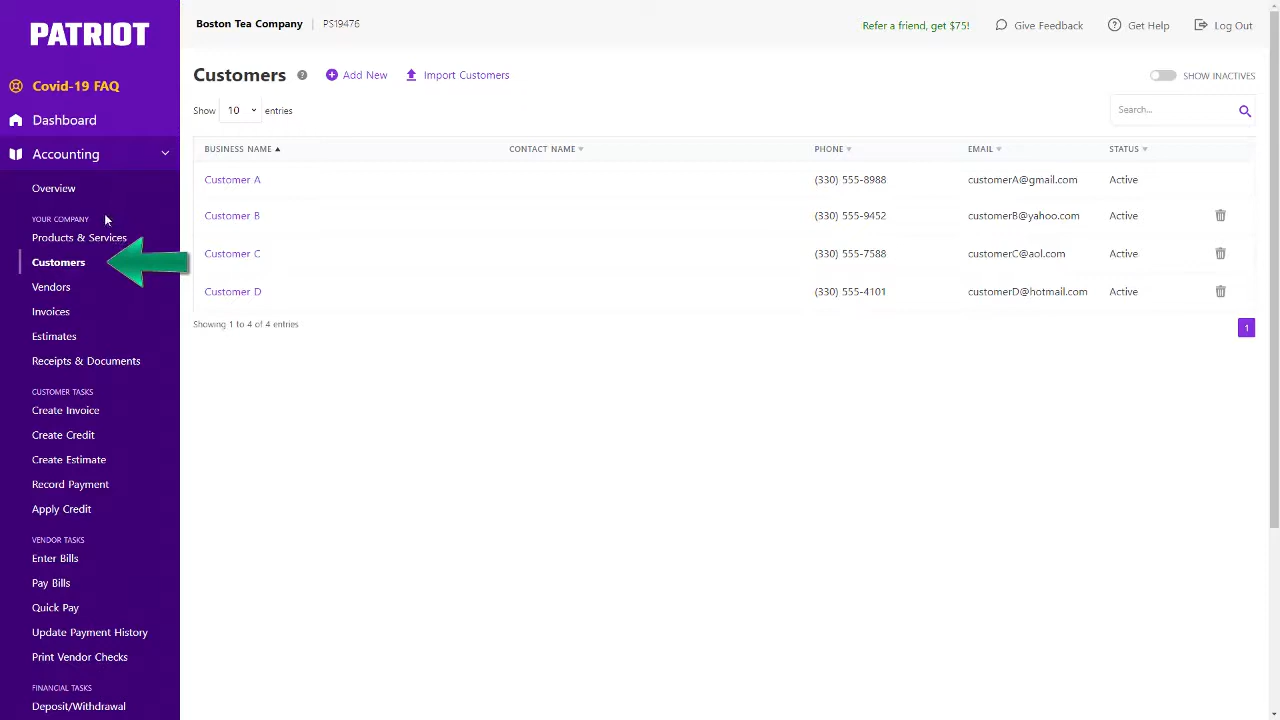 PATRIOT
Covid-19 FAQ
Dashboard
Accounting
Overview
YOUR COMPANY
Products & Services
Customers
Vendors
Invoices
Estimates
Receipts & Documents
CUSTOMER TASKS
Create Invoice
Create Credit
Create Estimate
Record Payment
Apply Credit
VENDOR TASKS
Enter Bills
Pay Bills
Quick Pay
Update Payment History
Print Vendor Checks
FINANCIAL TASKS
Deposit/Withdrawal
Boston Tea Company | PS19476 Refer a friend, get $75! Give Feedback ? Get Help Log Out
Customers ? Add New Import Customers SHOW INACTIVES
Show 10 entries Search...
BUSINESS NAME CONTACT NAME PHONE EMAIL STATUS
Customer A (330) 555-8988 customerA@gmail.com Active
Customer B (330) 555-9452 customerB@yahoo.com Active
Customer C (330) 555-7588 customerC@aol.com Active
Customer D (330) 555-4101 customerD@hotmail.com Active
Showing 1 to 4 of 4 entries 1